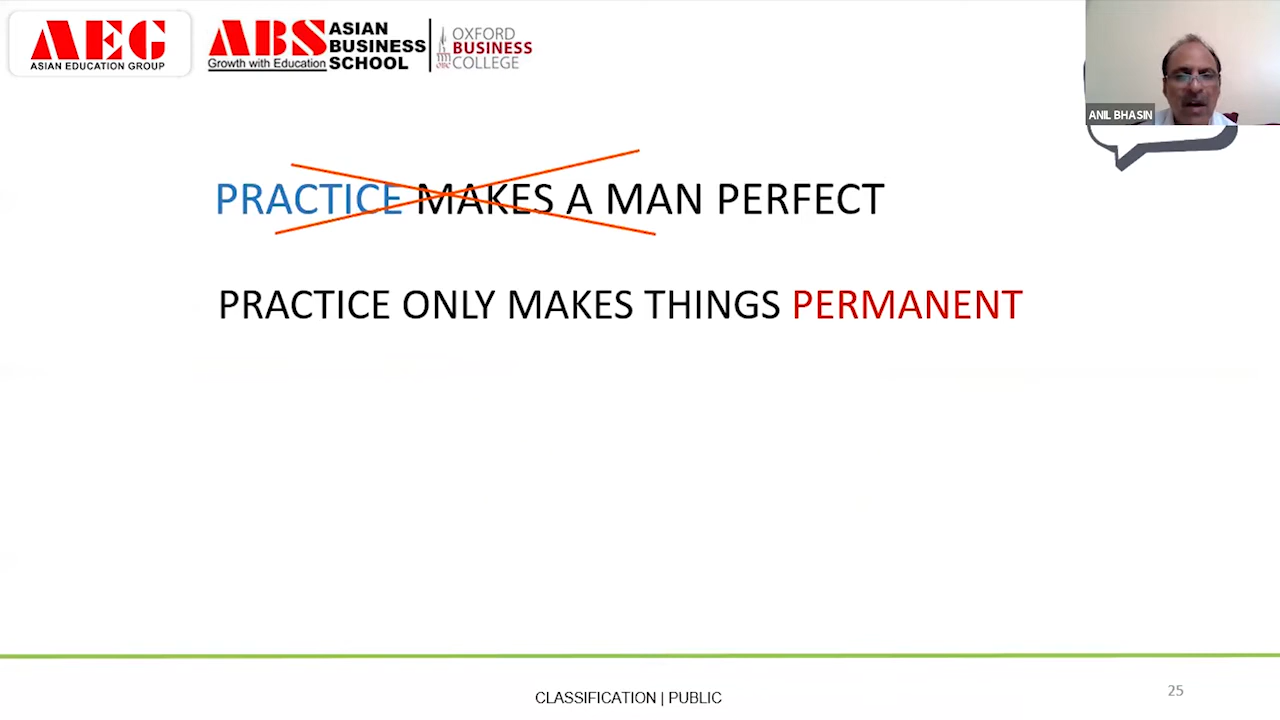 AEG
ASIAN EDUCATION GROUP
ABS
Growth with Education
ASIAN
BUSINESS
SCHOOL
OXFORD
BUSINESS
COLLEGE
ANIL BHASIN
PRACTICE MAKES A MAN PERFECT
PRACTICE ONLY MAKES THINGS PERMANENT
CLASSIFICATION | PUBLIC
25